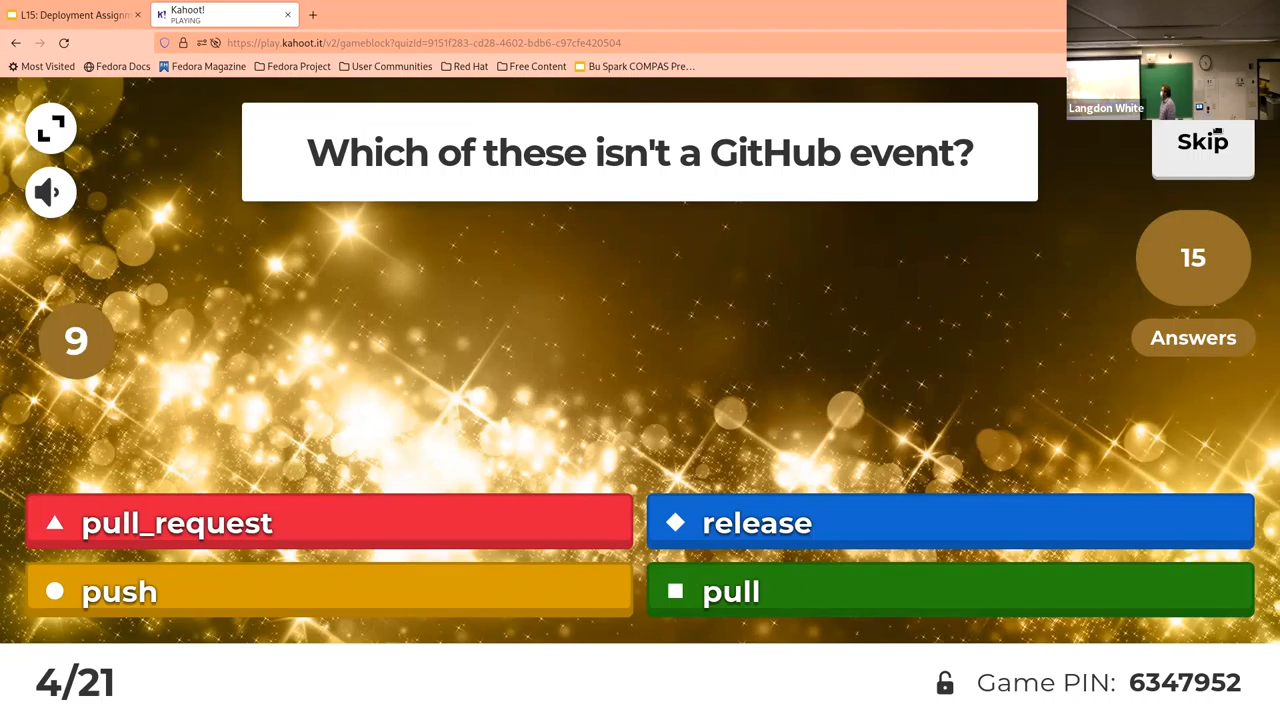 L15: Deployment Assignm
Kahoot!
PLAYING
https://play.kahoot.it/v2/gameblock?quizId=9151f283-cd28-4602-bdb6-c97cfe420504
Most Visited
Fedora Docs
Fedora Magazine
Fedora Project
User Communities
Red Hat
Free Content
Bu Spark COMPAS Pre…
Langdon White
Which of these isn't a GitHub event?
Skip
15
Answers
9
pull_request
release
push
pull
4/21
Game PIN: 6347952